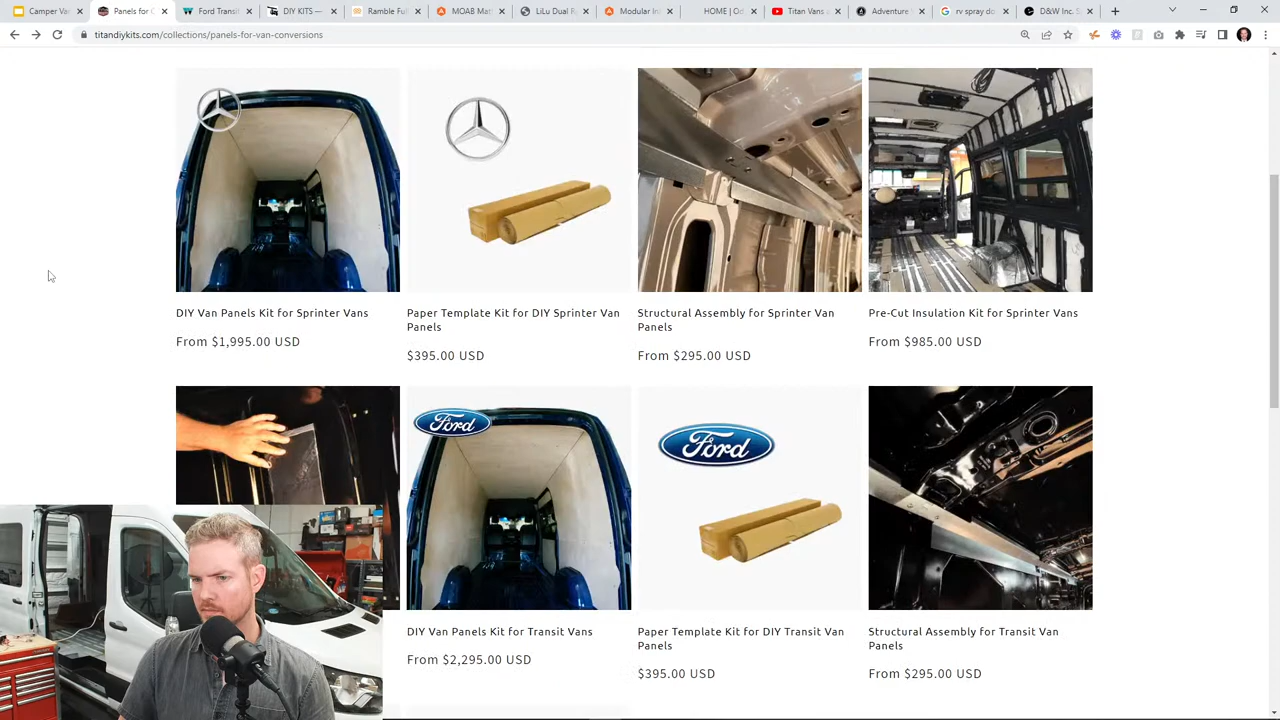 Camper Van
Panels for C
Ford Transit
DIY KITS —
Ramble Ful
MOAB Ma
LiLu Dual P
Modular In
HOME | Od
Titan Vans
Adventure V
rv spray do
D&W Inc. S
titandiykits.com/collections/panels-for-van-conversions
DIY Van Panels Kit for Sprinter Vans
From $1,995.00 USD
Paper Template Kit for DIY Sprinter Van
Panels
$395.00 USD
Structural Assembly for Sprinter Van
Panels
From $295.00 USD
Pre-Cut Insulation Kit for Sprinter Vans
From $985.00 USD
Ford
DIY Van Panels Kit for Transit Vans
From $2,295.00 USD
Ford
Paper Template Kit for DIY Transit Van
Panels
$395.00 USD
Structural Assembly for Transit Van
Panels
From $295.00 USD